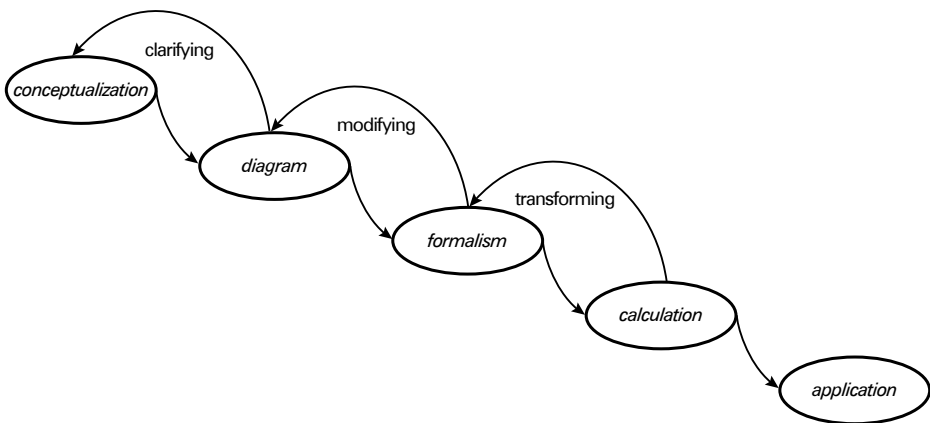 clarifying
conceptualization
modifying
diagram
transforming
formalism
calculation
application